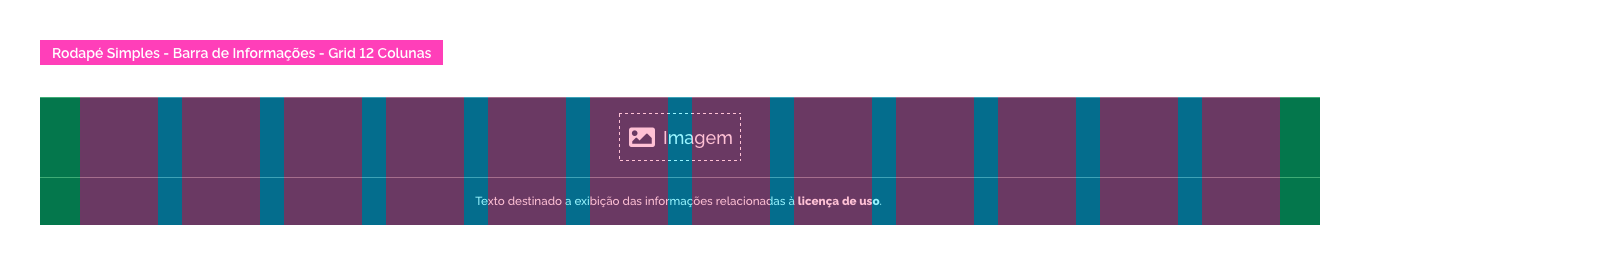 Rodapé Simples - Barra de Informações - Grid 12 Colunas
Imagem
Texto destinado a exibição das informações relacionadas à licença de uso.